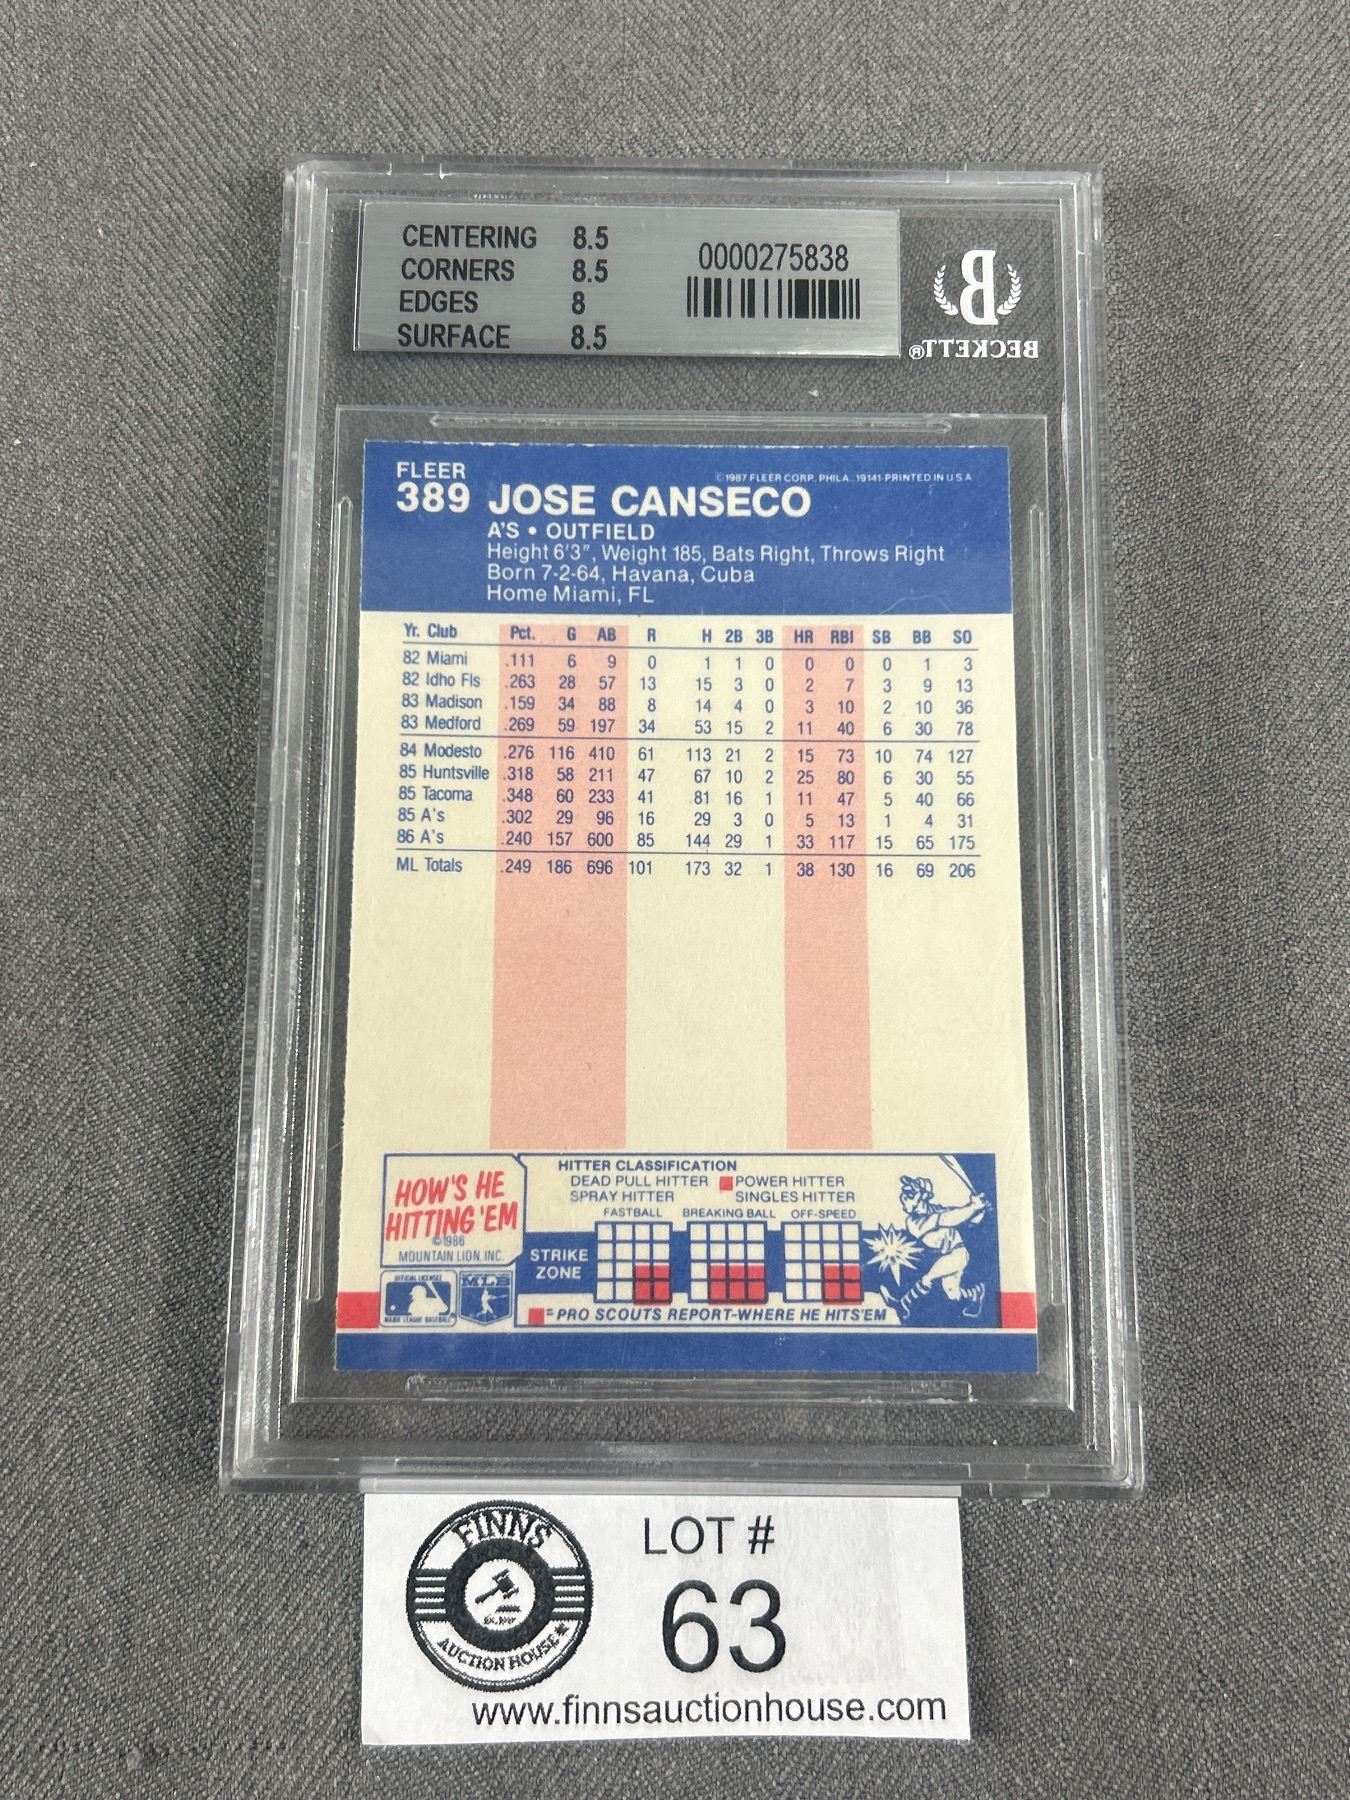 CENTERING 8.5
CORNERS 8.5
EDGES 8
SURFACE 8.5
0000275838
B
BECKETT®
FLEER
389 JOSE CANSECO
©1987 FLEER CORP. PHILA. 19141 PRINTED IN U S A
A'S • OUTFIELD
Height 6'3", Weight 185, Bats Right, Throws Right
Born 7-2-64, Havana, Cuba
Home Miami, FL
Yr. Club Pct. G AB R H 2B 3B HR RBI SB BB SO
82 Miami .111 6 9 0 1 1 0 0 0 0 1 3
82 Idho Fls .263 28 57 13 15 3 0 2 7 3 9 13
83 Madison .159 34 88 8 14 4 0 3 10 2 10 36
83 Medford .269 59 197 34 53 15 2 11 40 6 30 78
84 Modesto .276 116 410 61 113 21 2 15 73 10 74 127
85 Huntsville .318 58 211 47 67 10 2 25 80 6 30 55
85 Tacoma .348 60 233 41 81 16 1 11 47 5 40 66
85 A's .302 29 96 16 29 3 0 5 13 1 4 31
86 A's .240 157 600 85 144 29 1 33 117 15 65 175
ML Totals .249 186 696 101 173 32 1 38 130 16 69 206
HOW'S HE
HITTING 'EM
©1986
MOUNTAIN LION, INC.
HITTER CLASSIFICATION
DEAD PULL HITTER POWER HITTER
SPRAY HITTER SINGLES HITTER
FASTBALL BREAKING BALL OFF-SPEED
STRIKE
ZONE
=PRO SCOUTS REPORT-WHERE HE HITS'EM
OFFICIAL LICENSEE
MAJOR LEAGUE BASEBALL
MLB
FINNS
AUCTION HOUSE
LOT #
63
www.finnsauctionhouse.com